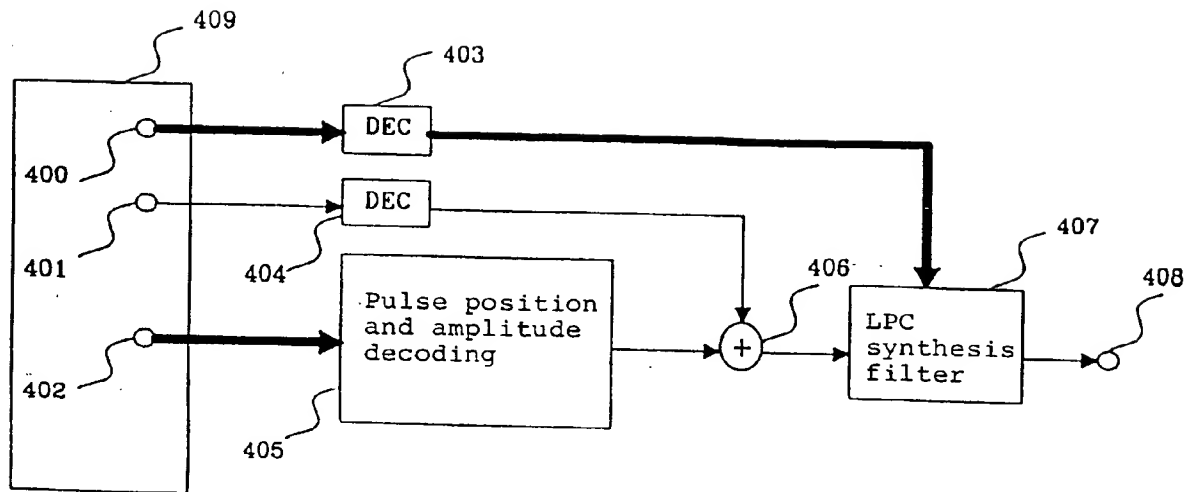 409
403
DEC
400
DEC
401
404
407
406
408
Pulse position
and amplitude
decoding
+
LPC
synthesis
filter
402
405